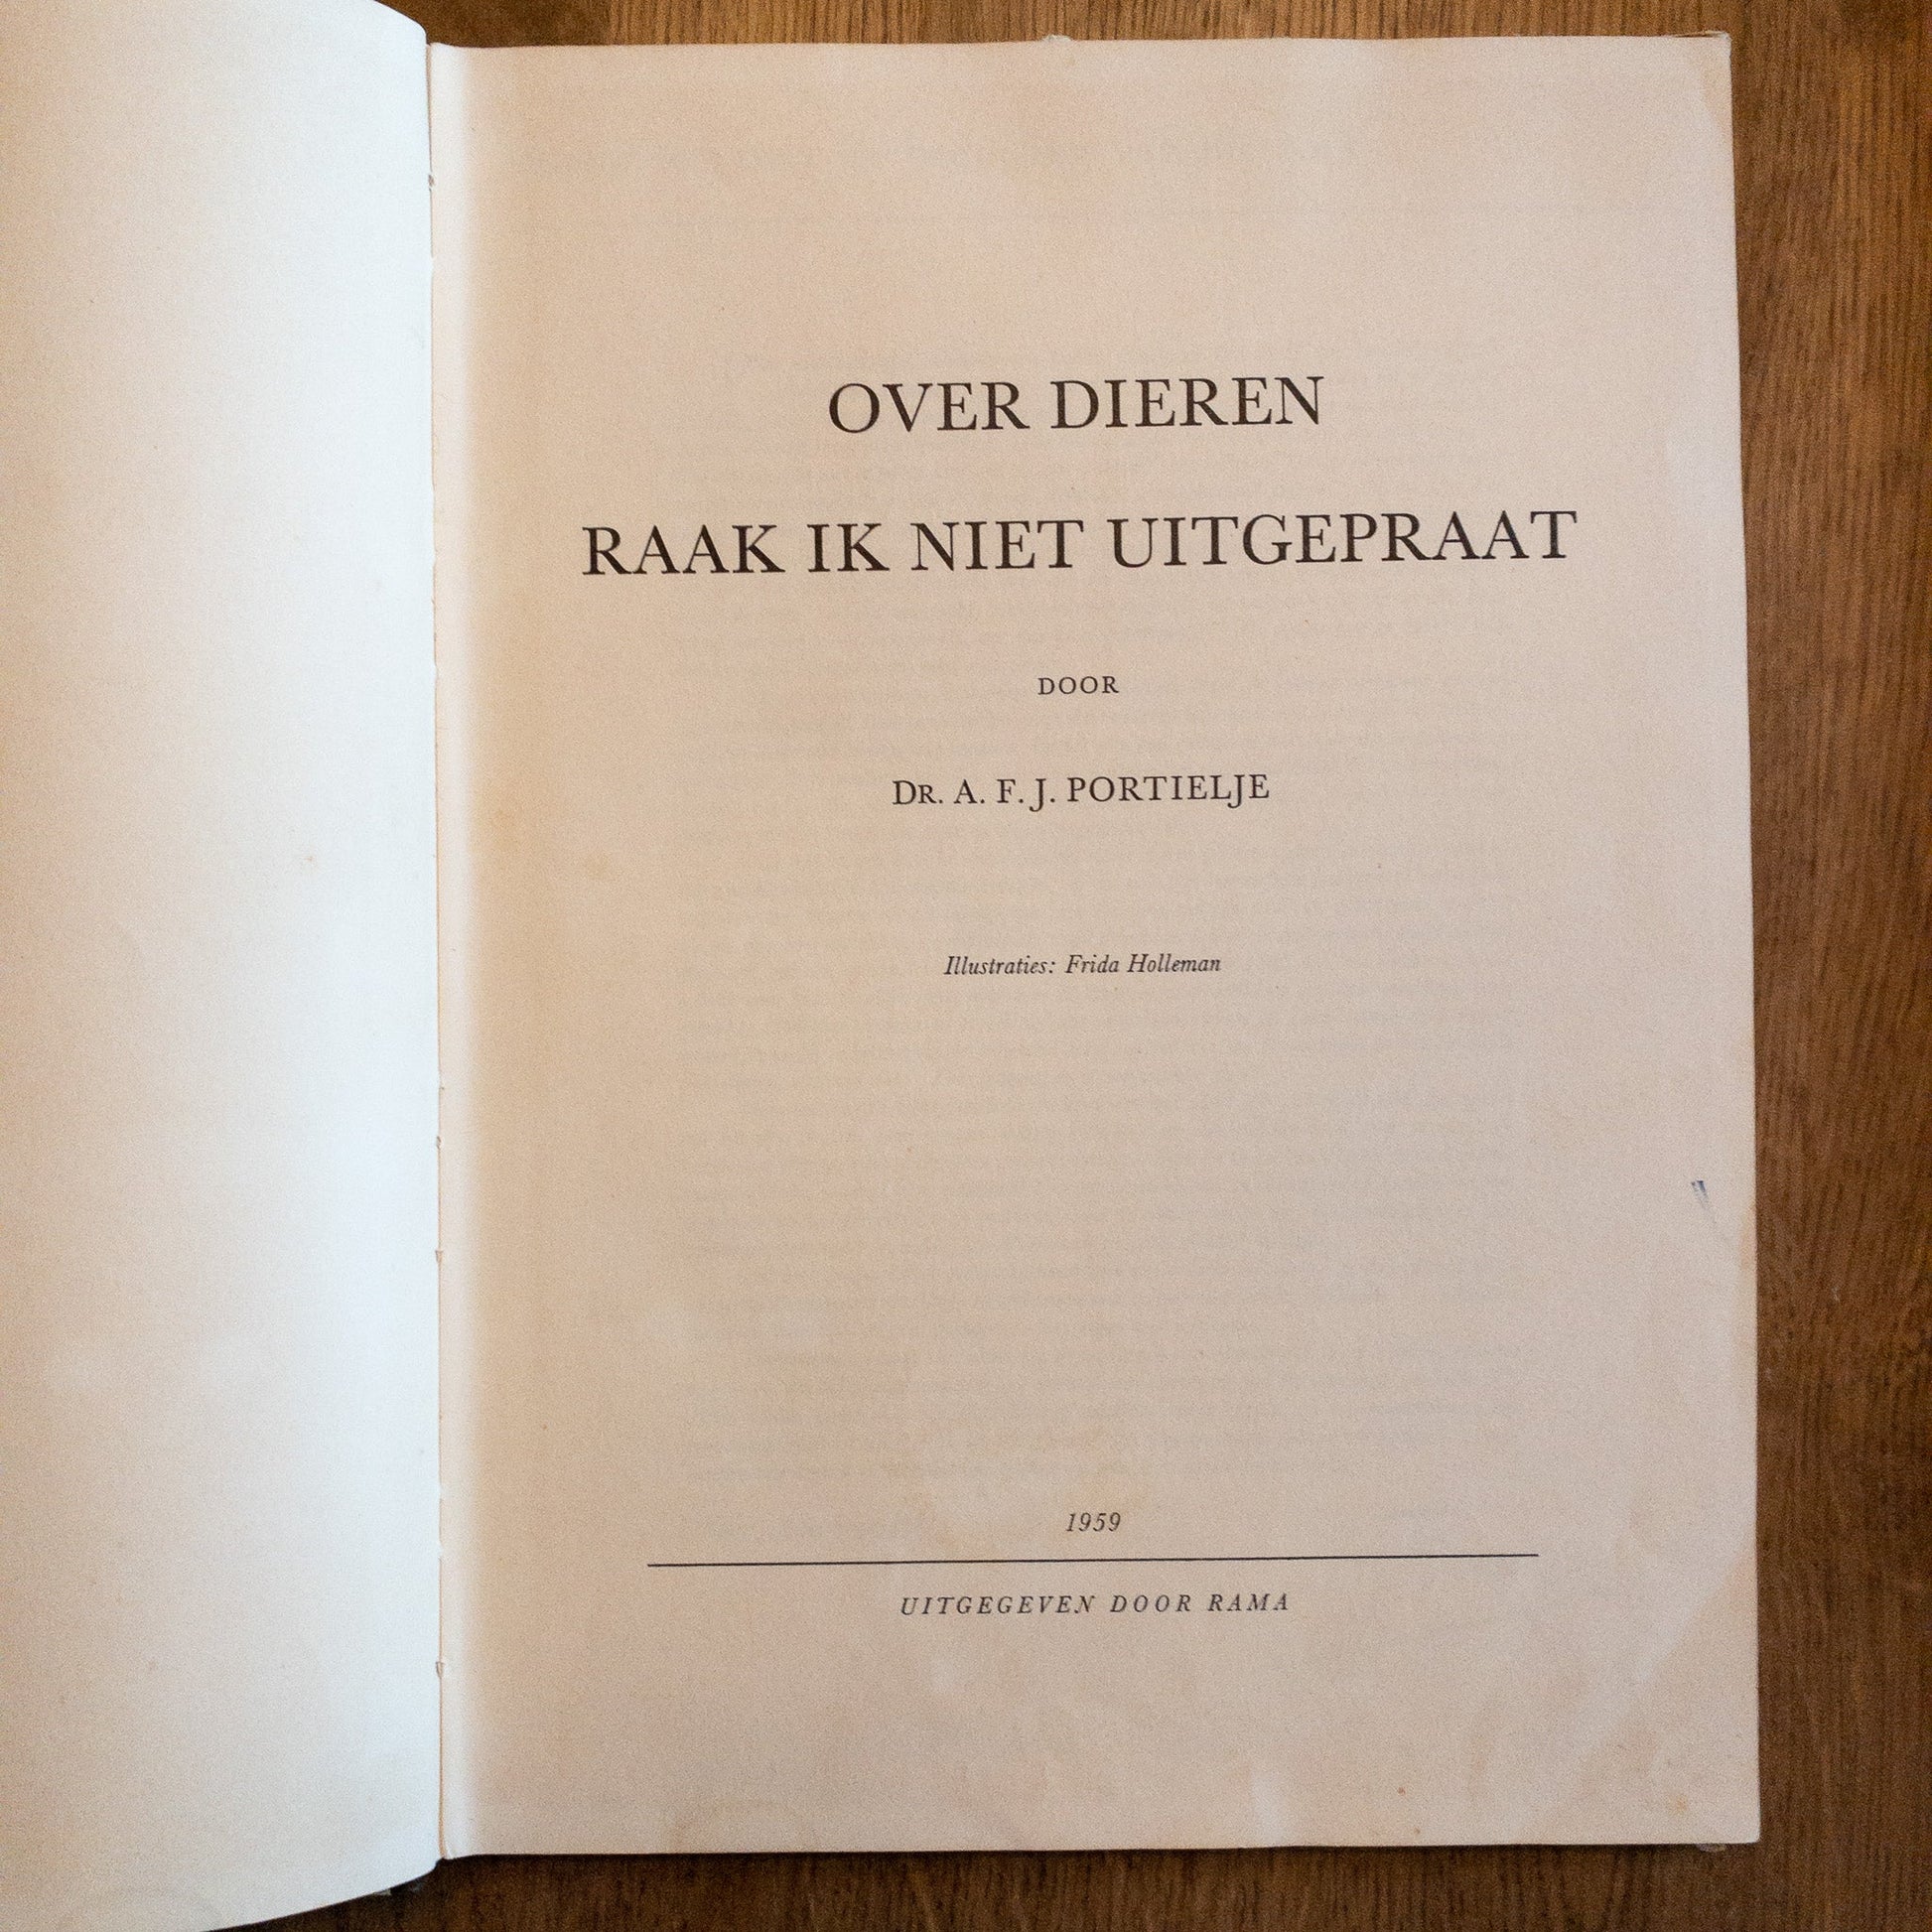 OVER DIEREN
RAAK IK NIET UITGEPRAAT
DOOR
DR. A. F. J. PORTIELJE
Illustraties: Frida Holleman
1959
UITGEGEVEN DOOR RAMA